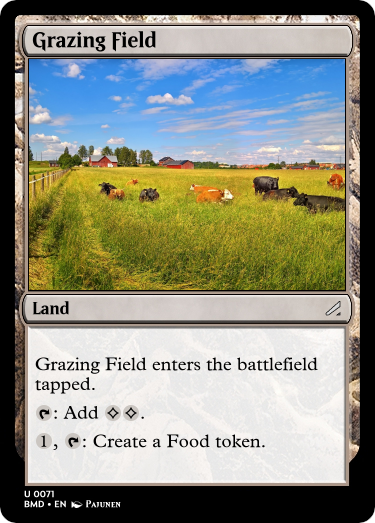 Grazing Field
Land
Grazing Field enters the battlefield
tapped.
: Add .
1, : Create a Food token.
U 0071
BMD • EN Pajunen